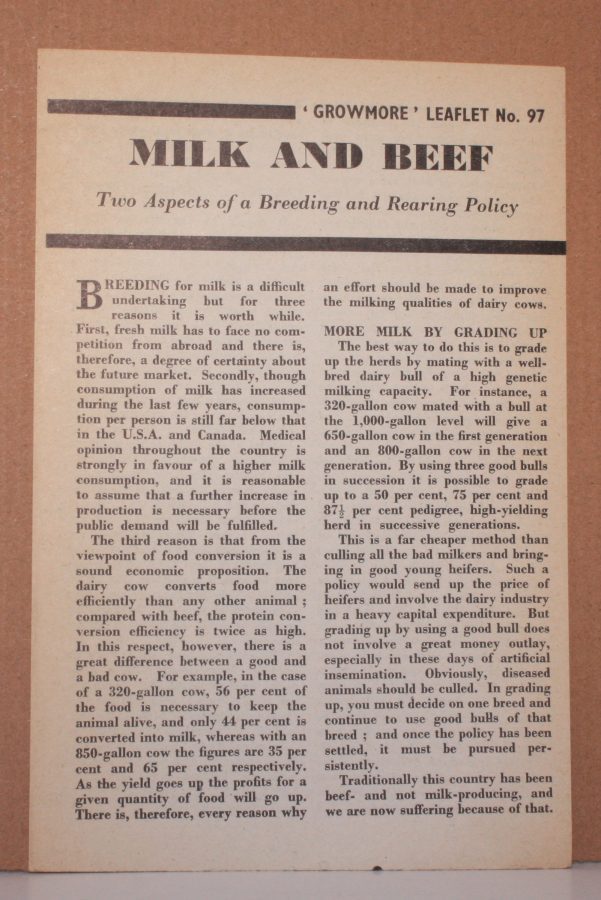 ‘ GROWMORE ’ LEAFLET No. 97
MILK AND BEEF
Two Aspects of a Breeding and Rearing Policy
BREEDING for milk is a difficult
undertaking but for three
reasons it is worth while.
First, fresh milk has to face no com-
petition from abroad and there is,
therefore, a degree of certainty about
the future market. Secondly, though
consumption of milk has increased
during the last few years, consump-
tion per person is still far below that
in the U.S.A. and Canada. Medical
opinion throughout the country is
strongly in favour of a higher milk
consumption, and it is reasonable
to assume that a further increase in
production is necessary before the
public demand will be fulfilled.
The third reason is that from the
viewpoint of food conversion it is a
sound economic proposition. The
dairy cow converts food more
efficiently than any other animal ;
compared with beef, the protein con-
version efficiency is twice as high.
In this respect, however, there is a
great difference between a good and
a bad cow. For example, in the case
of a 320-gallon cow, 56 per cent of
the food is necessary to keep the
animal alive, and only 44 per cent is
converted into milk, whereas with an
850-gallon cow the figures are 35 per
cent and 65 per cent respectively.
As the yield goes up the profits for a
given quantity of food will go up.
There is, therefore, every reason why
an effort should be made to improve
the milking qualities of dairy cows.
MORE MILK BY GRADING UP
The best way to do this is to grade
up the herds by mating with a well-
bred dairy bull of a high genetic
milking capacity. For instance, a
320-gallon cow mated with a bull at
the 1,000-gallon level will give a
650-gallon cow in the first generation
and an 800-gallon cow in the next
generation. By using three good bulls
in succession it is possible to grade
up to a 50 per cent, 75 per cent and
87½ per cent pedigree, high-yielding
herd in successive generations.
This is a far cheaper method than
culling all the bad milkers and bring-
ing in good young heifers. Such a
policy would send up the price of
heifers and involve the dairy industry
in a heavy capital expenditure. But
grading up by using a good bull does
not involve a great money outlay,
especially in these days of artificial
insemination. Obviously, diseased
animals should be culled. In grading
up, you must decide on one breed and
continue to use good bulls of that
breed ; and once the policy has been
settled, it must be pursued per-
sistently.
Traditionally this country has been
beef- and not milk-producing, and
we are now suffering because of that.